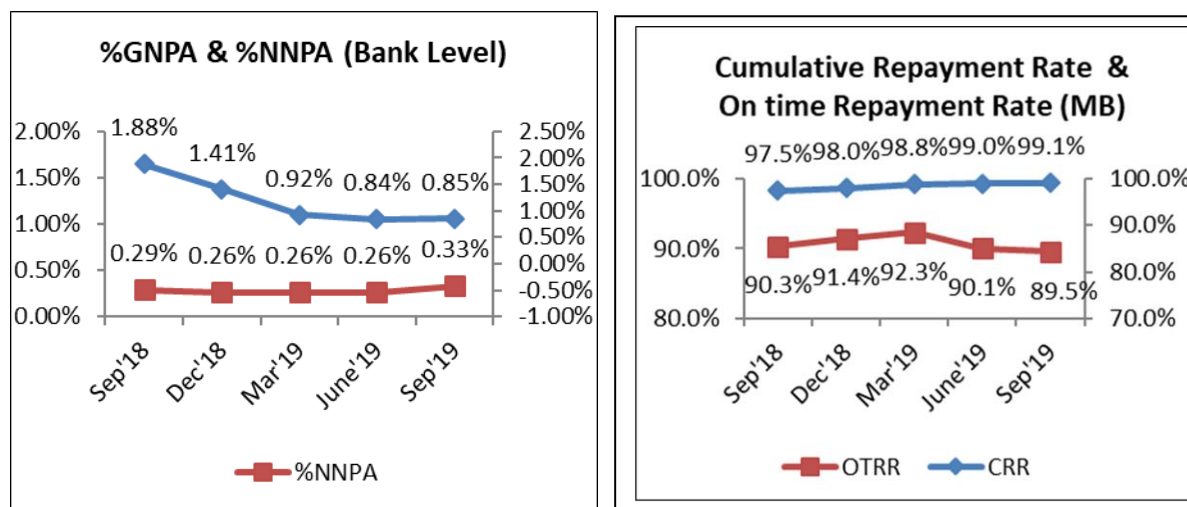 %GNPA & %NNPA (Bank Level)
2.00%
1.50%
1.00%
0.50%
0.00%
1.88%
1.41%
0.92%
0.84%
0.85%
0.29%
0.26%
0.26%
0.26%
0.33%
2.50%
2.00%
1.50%
1.00%
0.50%
0.00%
-0.50%
-1.00%
Sep'18
Dec'18
Mar'19
June'19
Sep'19
%NNPA
Cumulative Repayment Rate &
On time Repayment Rate (MB)
97.5%
98.0%
98.8%
99.0%
99.1%
100.0%
90.0%
80.0%
90.3%
91.4%
92.3%
90.1%
89.5%
100.0%
90.0%
80.0%
70.0%
Sep'18
Dec'18
Mar'19
June'19
Sep'19
OTRR
CRR